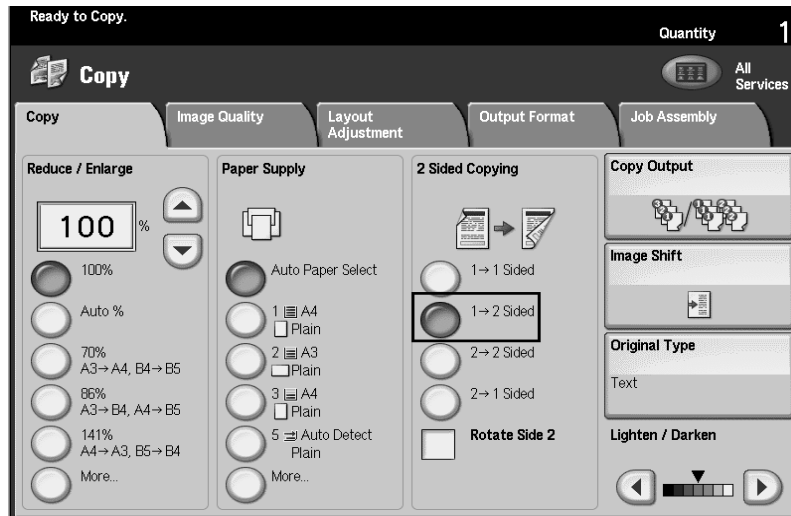 Ready to Copy.
Quantity 1
Copy
All
Services
Copy
Image Quality
Layout
Adjustment
Output Format
Job Assembly
Reduce / Enlarge
100 %
100%
Auto %
70%
A3→A4, B4→B5
86%
A3→B4, A4→B5
141%
A4→A3, B5→B4
More...
Paper Supply
Auto Paper Select
1 A4
Plain
2 A3
Plain
3 A4
Plain
5 Auto Detect
Plain
More...
2 Sided Copying
1→1 Sided
1→2 Sided
2→2 Sided
2→1 Sided
Rotate Side 2
Copy Output
Image Shift
Original Type
Text
Lighten / Darken